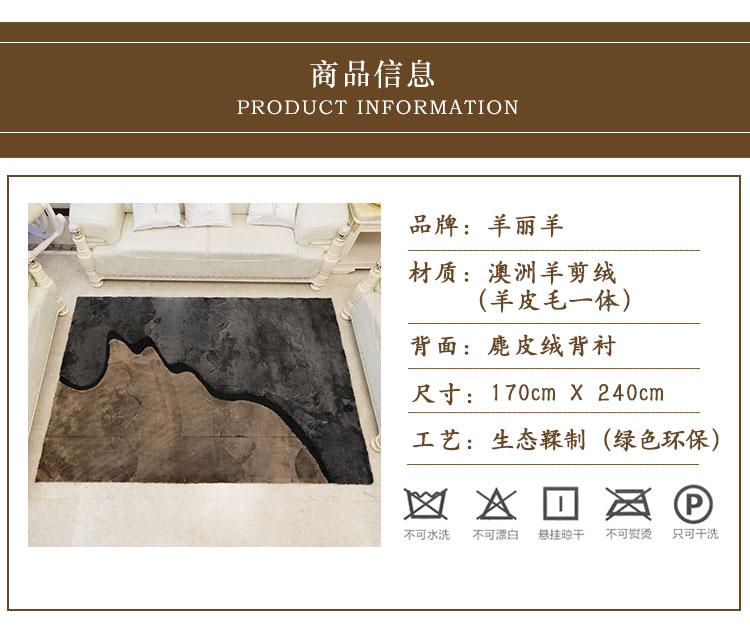 商品信息
PRODUCT INFORMATION
品牌：羊丽羊
材质：澳洲羊剪绒
（羊皮毛一体）
背面：麂皮绒背衬
尺寸：170cm X 240cm
工艺：生态鞣制（绿色环保）
I P
不可水洗 不可漂白 悬挂晾干 不可熨烫 只可干洗